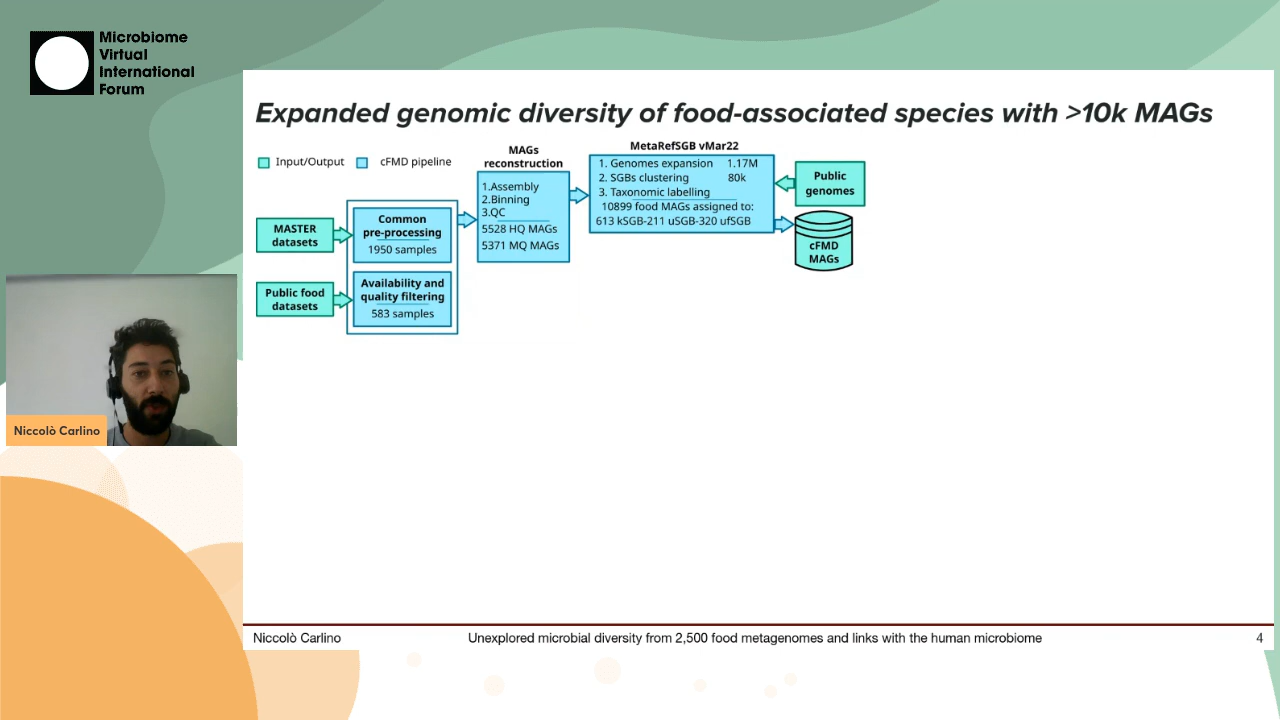 Microbiome
Virtual
International
Forum
Expanded genomic diversity of food-associated species with >10k MAGs
Input/Output
cFMD pipeline
MASTER
datasets
Public food
datasets
Common
pre-processing
1950 samples
Availability and
quality filtering
583 samples
MAGs
reconstruction
1.Assembly
2.Binning
3.QC
5528 HQ MAGs
5371 MQ MAGs
MetaRefSGB vMar22
1. Genomes expansion 1.17M
2. SGBs clustering 80k
3. Taxonomic labelling
10899 food MAGs assigned to:
613 kSGB-211 uSGB-320 ufSGB
Public
genomes
cFMD
MAGs
Niccolò Carlino
Niccolò Carlino
Unexplored microbial diversity from 2,500 food metagenomes and links with the human microbiome
4